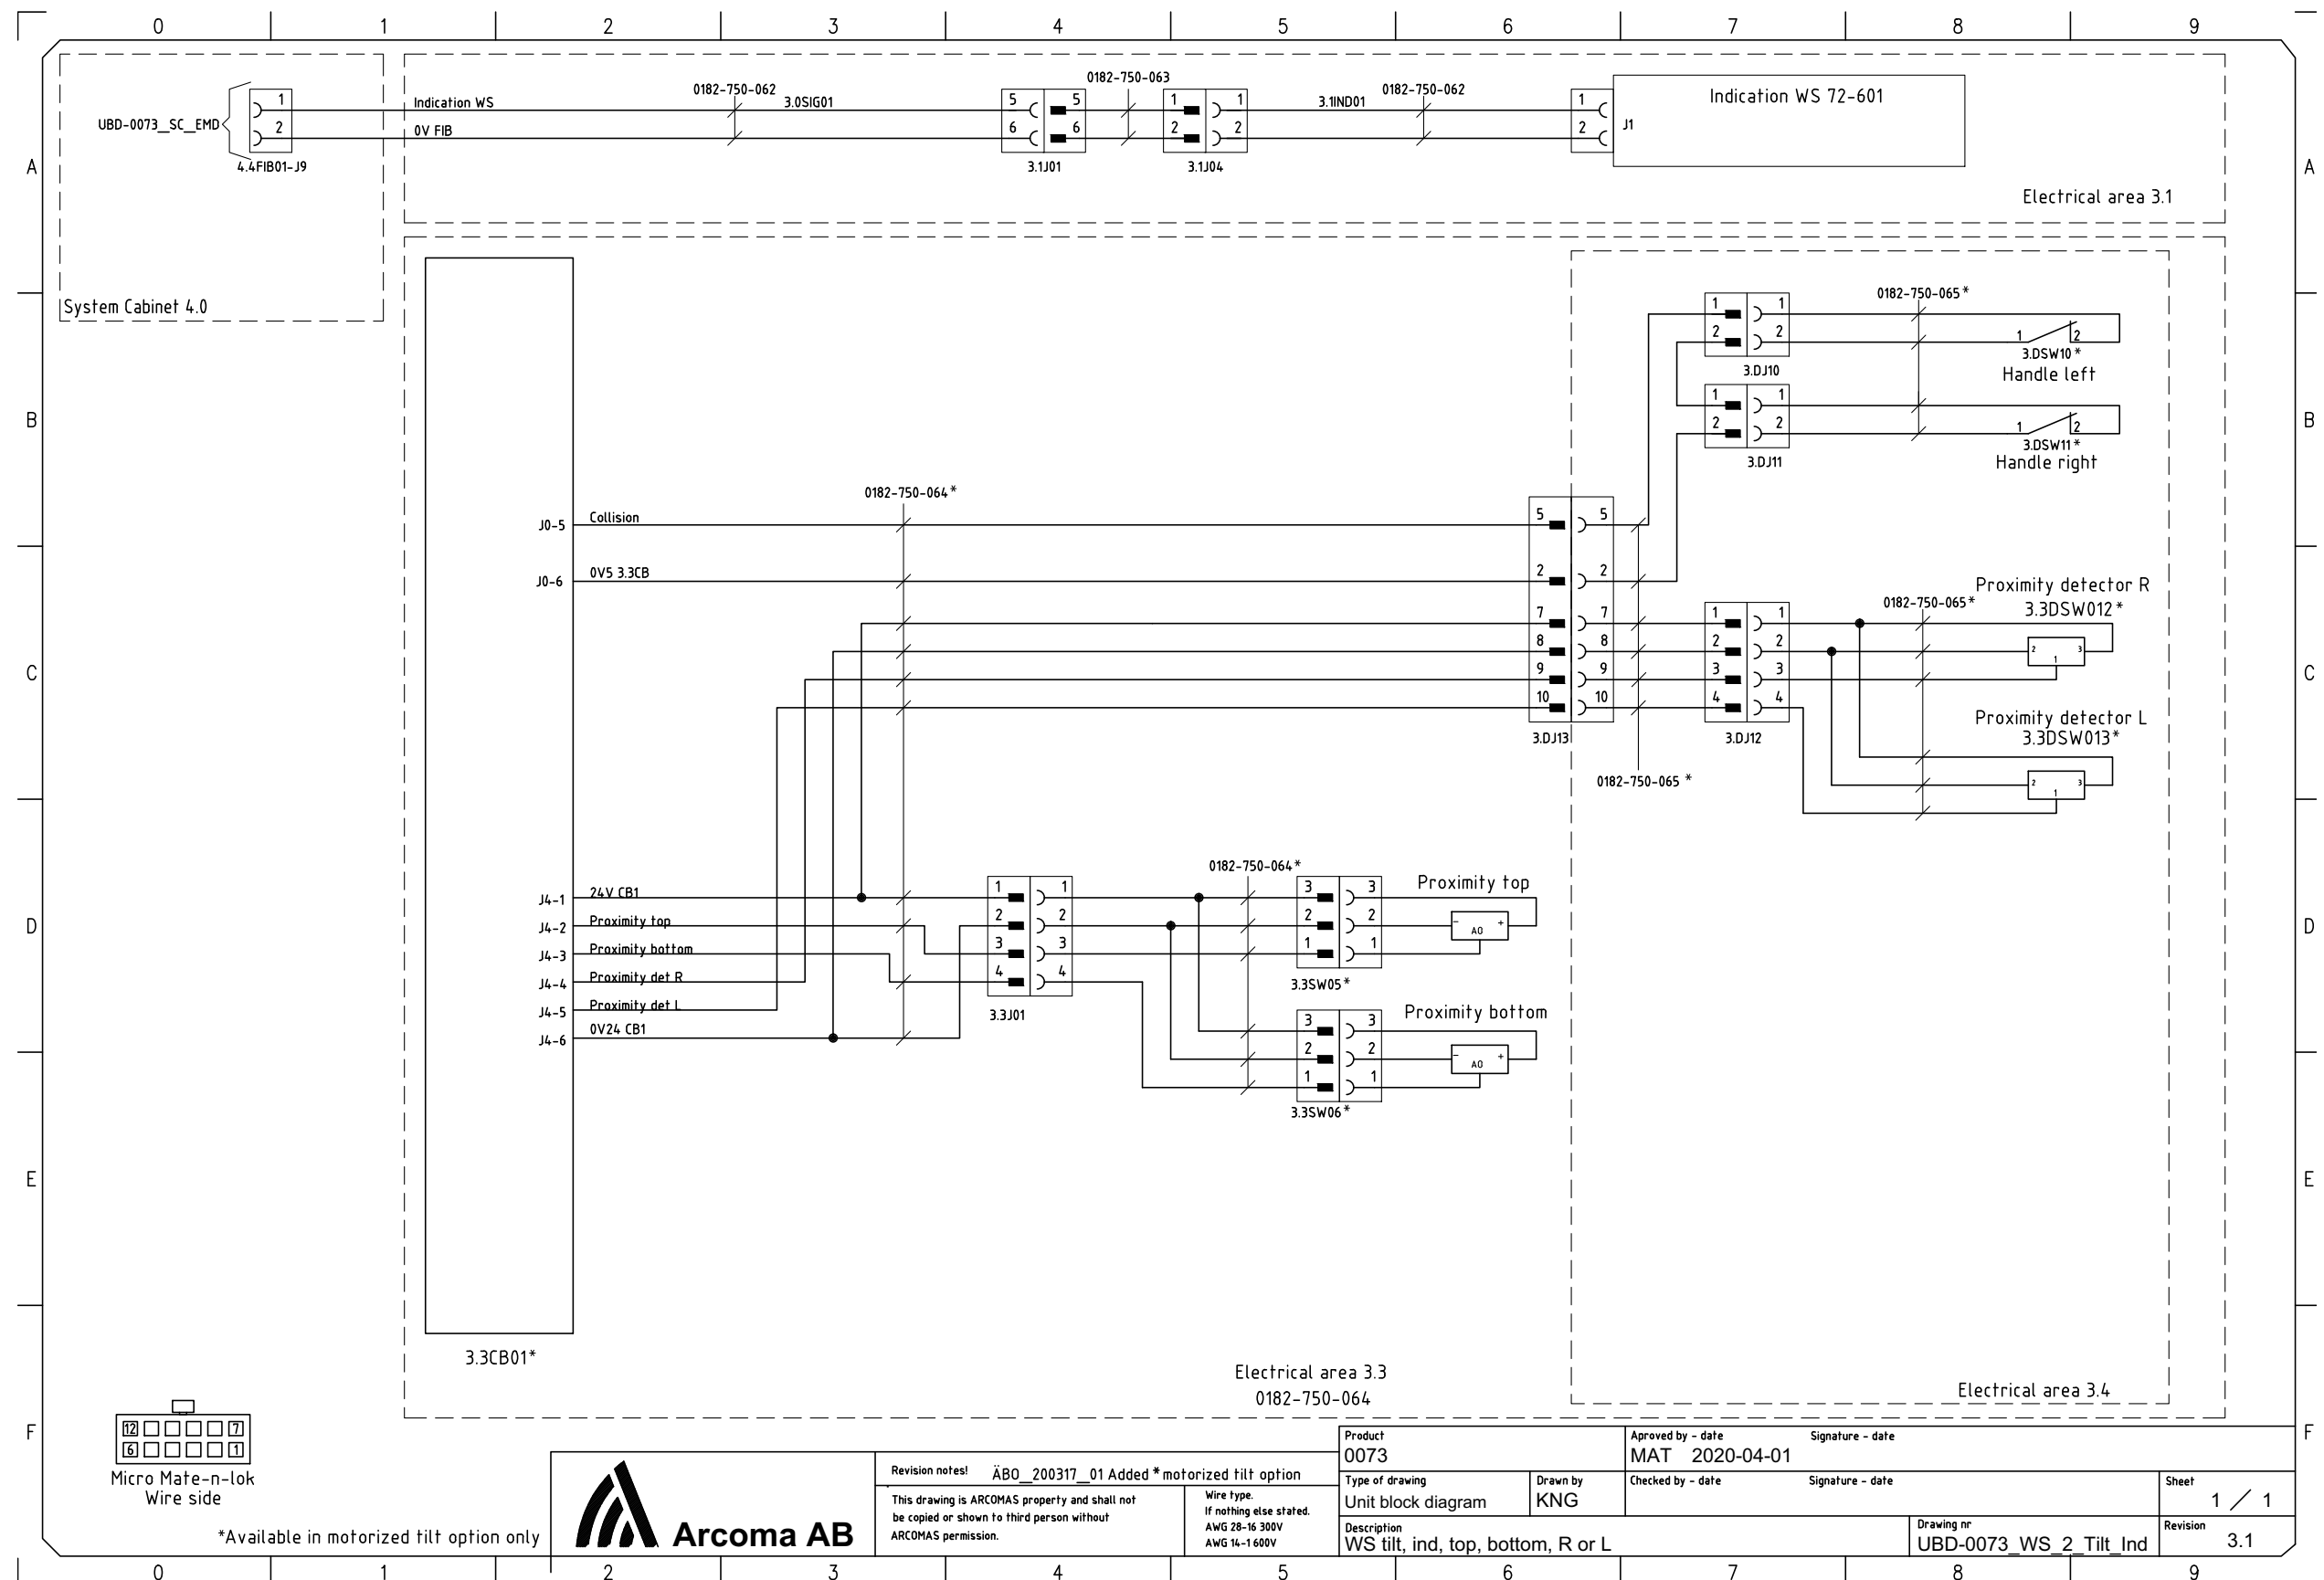 0 1 2 3 4 5 6 7 8 9
A A
B B
C C
D D
E E
F F
UBD-0073_SC_EMD
1
2
4.4FIB01-J9
System Cabinet 4.0
Indication WS
0V FIB
0182-750-062
3.0SIG01
5 5
6 6
3.1J01
0182-750-063
1 1
2 2
3.1J04
3.1IND01
0182-750-062
1
2
J1
Indication WS 72-601
Electrical area 3.1
1 1
2 2
3.DJ10
0182-750-065*
1 2
3.DSW10*
Handle left
1 1
2 2
3.DJ11
1 2
3.DSW11*
Handle right
0182-750-064*
J0-5 Collision
J0-6 0V5 3.3CB
5 5
2 2
7 7
8 8
9 9
10 10
3.DJ13
0182-750-065 *
1 1
2 2
3 3
4 4
3.DJ12
Proximity detector R
0182-750-065*
3.3DSW012*
2 3
1
Proximity detector L
3.3DSW013*
2 3
1
J4-1 24V CB1
J4-2 Proximity top
J4-3 Proximity bottom
J4-4 Proximity det R
J4-5 Proximity det L
J4-6 0V24 CB1
1 1
2 2
3 3
4 4
3.3J01
0182-750-064*
3 3
2 2
1 1
3.3SW05*
Proximity top
- +
AO
3 3
2 2
1 1
3.3SW06*
Proximity bottom
- +
AO
3.3CB01*
Electrical area 3.3
0182-750-064
Electrical area 3.4
12 7
6 1
Micro Mate-n-lok
Wire side
*Available in motorized tilt option only
Arcoma AB
Revision notes! ÄBO_200317_01 Added * motorized tilt option
This drawing is ARCOMAS property and shall not
be copied or shown to third person without
ARCOMAS permission.
Wire type.
If nothing else stated.
AWG 28-16 300V
AWG 14-1 600V
Product
0073
Aproved by - date Signature - date
MAT 2020-04-01
Type of drawing
Unit block diagram
Drawn by
KNG
Checked by - date Signature - date
Sheet
1 / 1
Description
WS tilt, ind, top, bottom, R or L
Drawing nr
UBD-0073_WS_2_Tilt_Ind
Revision
3.1
0 1 2 3 4 5 6 7 8 9